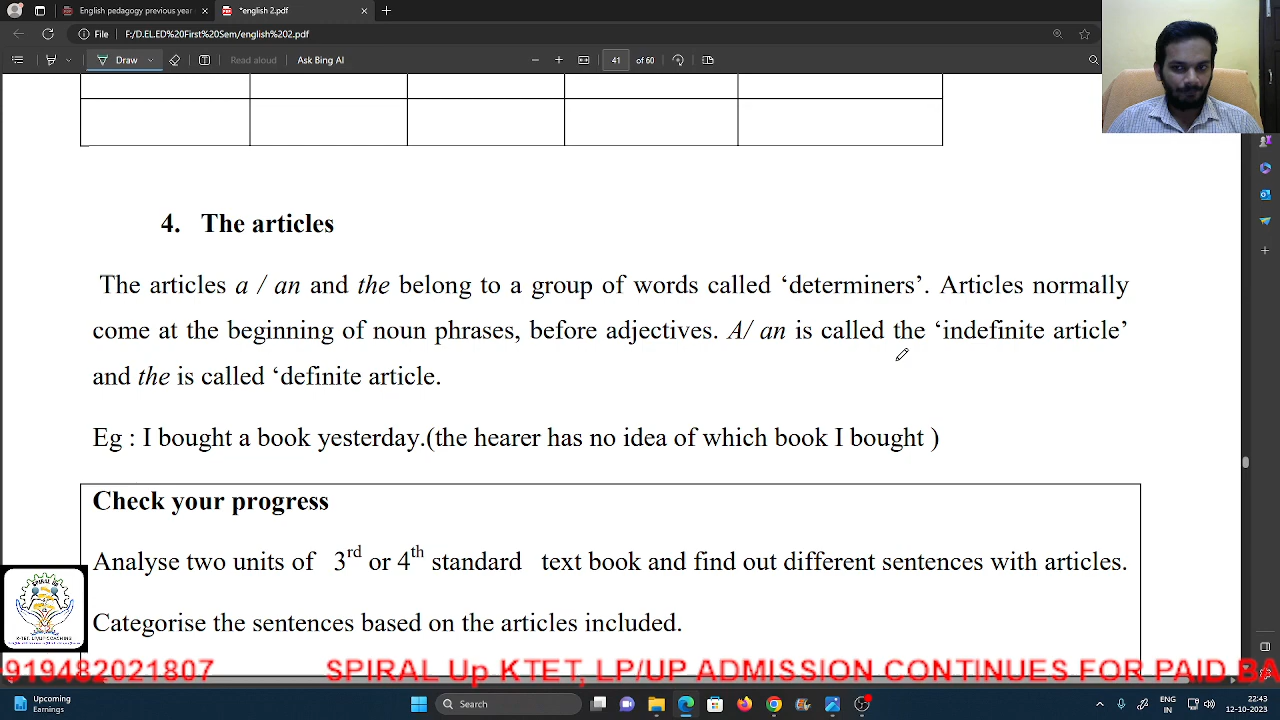 English pedagogy previous year
*english 2.pdf
File
F:/D.EL.ED%20First%20Sem/english%202.pdf
Draw
Read aloud
Ask Bing AI
41 of 60
4. The articles
The articles a / an and the belong to a group of words called ‘determiners’. Articles normally
come at the beginning of noun phrases, before adjectives. A/ an is called the ‘indefinite article’
and the is called ‘definite article.
Eg : I bought a book yesterday.(the hearer has no idea of which book I bought )
Check your progress
Analyse two units of 3rd or 4th standard text book and find out different sentences with articles.
Categorise the sentences based on the articles included.
SPIRAL UP
K-TET, LP/UP COACHING
919482021807 SPIRAL Up KTET, LP/UP ADMISSION CONTINUES FOR PAID BA
Upcoming
Earnings
Search
ENG
IN
22:43
12-10-2023